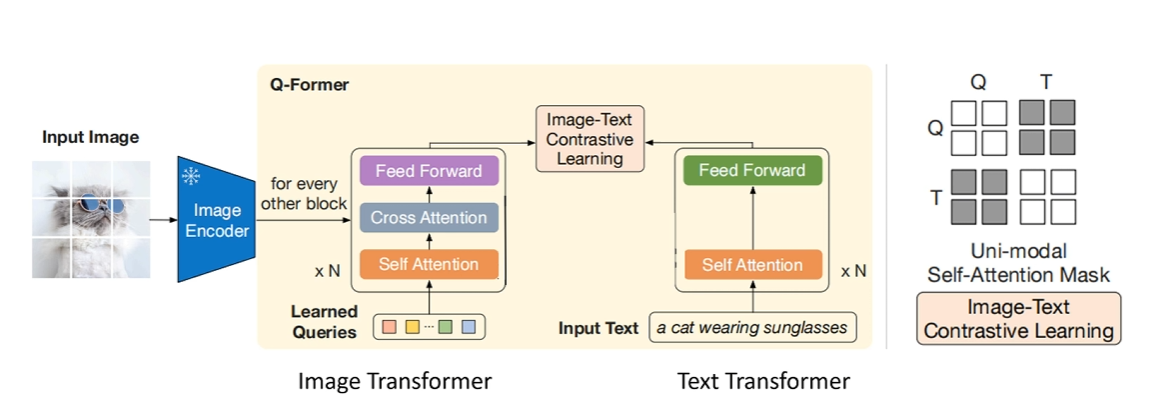 Q-Former
Input Image
Image
Encoder
for every
other block
x N
Feed Forward
Cross Attention
Self Attention
Learned
Queries
...
Image-Text
Contrastive
Learning
Feed Forward
Self Attention
x N
Input Text
a cat wearing sunglasses
Image Transformer
Text Transformer
Q
T
Q
T
Uni-modal
Self-Attention Mask
Image-Text
Contrastive Learning